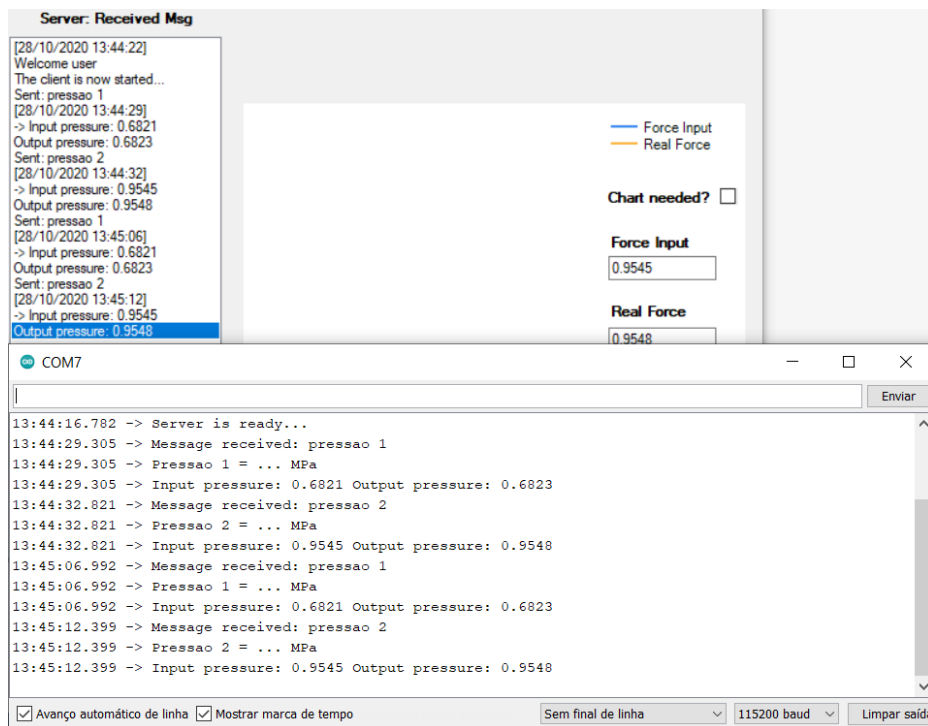 Server: Received Msg
[28/10/2020 13:44:22]
Welcome user
The client is now started...
Sent: pressao 1
[28/10/2020 13:44:29]
-> Input pressure: 0.6821
Output pressure: 0.6823
Sent: pressao 2
[28/10/2020 13:44:32]
-> Input pressure: 0.9545
Output pressure: 0.9548
Sent: pressao 1
[28/10/2020 13:45:06]
-> Input pressure: 0.6821
Output pressure: 0.6823
Sent: pressao 2
[28/10/2020 13:45:12]
-> Input pressure: 0.9545
Output pressure: 0.9548
Force Input
Real Force
Chart needed?
Force Input
0.9545
Real Force
0.9548
COM7
Enviar
13:44:16.782 -> Server is ready...
13:44:29.305 -> Message received: pressao 1
13:44:29.305 -> Pressao 1 = ... MPa
13:44:29.305 -> Input pressure: 0.6821 Output pressure: 0.6823
13:44:32.821 -> Message received: pressao 2
13:44:32.821 -> Pressao 2 = ... MPa
13:44:32.821 -> Input pressure: 0.9545 Output pressure: 0.9548
13:45:06.992 -> Message received: pressao 1
13:45:06.992 -> Pressao 1 = ... MPa
13:45:06.992 -> Input pressure: 0.6821 Output pressure: 0.6823
13:45:12.399 -> Message received: pressao 2
13:45:12.399 -> Pressao 2 = ... MPa
13:45:12.399 -> Input pressure: 0.9545 Output pressure: 0.9548
Avanço automático de linha Mostrar marca de tempo Sem final de linha 115200 baud Limpar saída